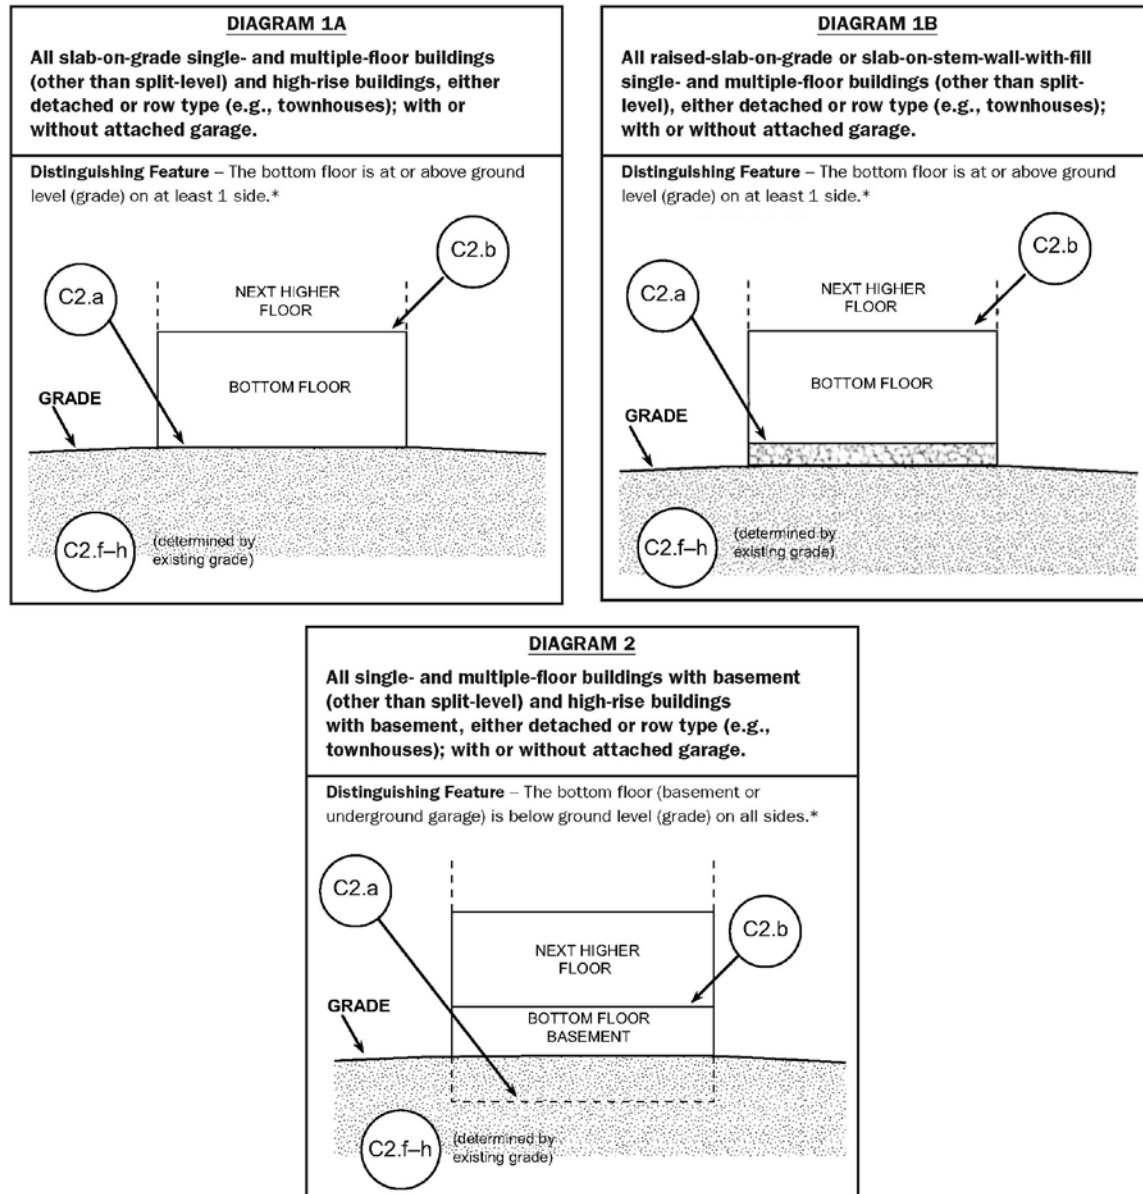 DIAGRAM 1A
All slab-on-grade single- and multiple-floor buildings
(other than split-level) and high-rise buildings, either
detached or row type (e.g., townhouses); with or
without attached garage.
Distinguishing Feature – The bottom floor is at or above ground
level (grade) on at least 1 side.*
C2.b
C2.a
NEXT HIGHER
FLOOR
BOTTOM FLOOR
GRADE
C2.f–h
(determined by
existing grade)
DIAGRAM 1B
All raised-slab-on-grade or slab-on-stem-wall-with-fill
single- and multiple-floor buildings (other than split-
level), either detached or row type (e.g., townhouses);
with or without attached garage.
Distinguishing Feature – The bottom floor is at or above ground
level (grade) on at least 1 side.*
C2.b
C2.a
NEXT HIGHER
FLOOR
BOTTOM FLOOR
GRADE
C2.f–h
(determined by
existing grade)
DIAGRAM 2
All single- and multiple-floor buildings with basement
(other than split-level) and high-rise buildings
with basement, either detached or row type (e.g.,
townhouses); with or without attached garage.
Distinguishing Feature – The bottom floor (basement or
underground garage) is below ground level (grade) on all sides.*
C2.a
C2.b
NEXT HIGHER
FLOOR
GRADE
BOTTOM FLOOR
BASEMENT
C2.f–h
(determined by
existing grade)